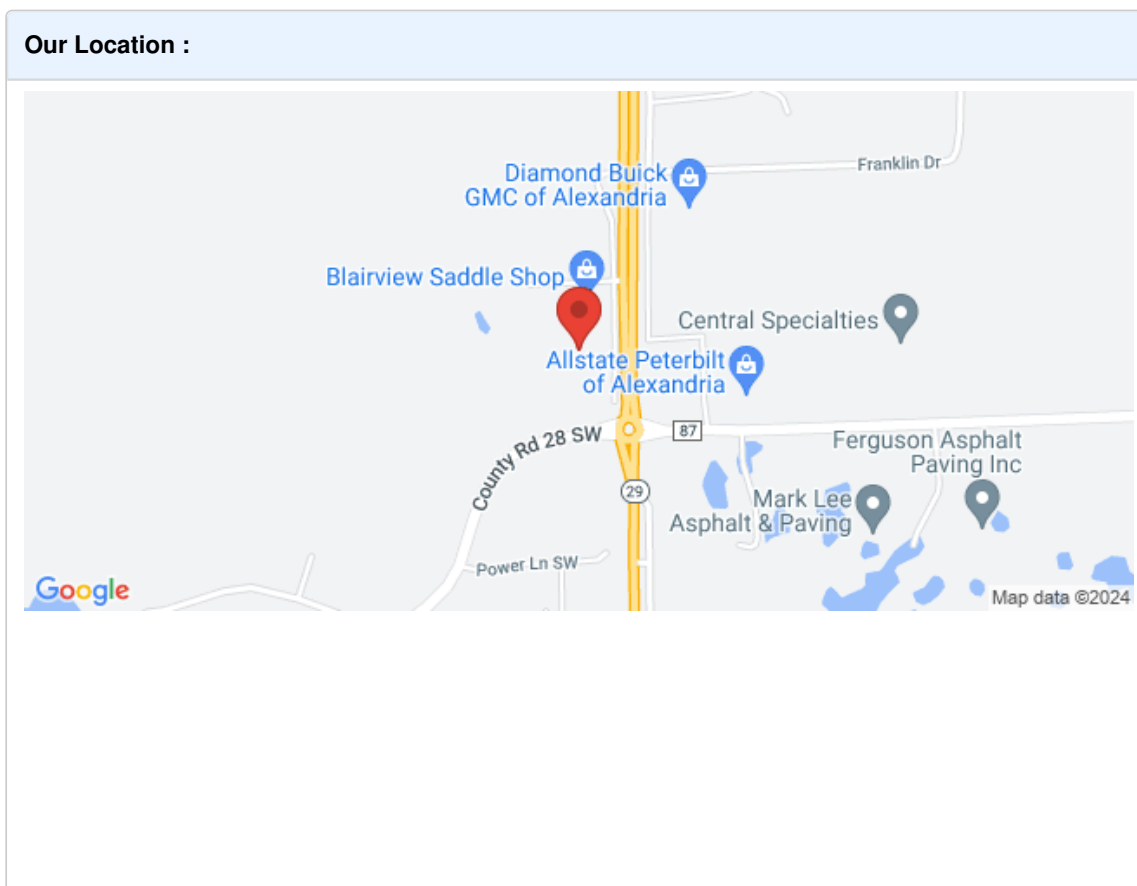 Our Location :
Franklin Dr
Diamond Buick
GMC of Alexandria
Blairview Saddle Shop
Central Specialties
Allstate Peterbilt
of Alexandria
County Rd 28 SW
87
Ferguson Asphalt
Paving Inc
29
Mark Lee
Asphalt & Paving
Power Ln SW
Google
Map data ©2024